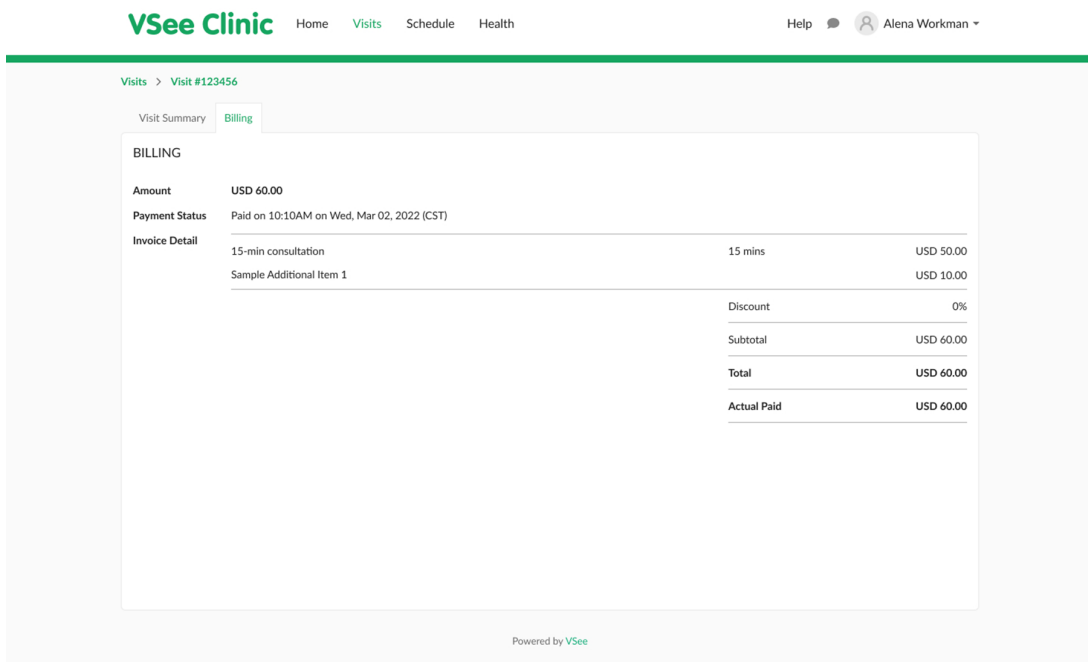 VSee Clinic Home Visits Schedule Health Help Alena Workman
Visits > Visit #123456
Visit Summary Billing
BILLING
Amount USD 60.00
Payment Status Paid on 10:10AM on Wed, Mar 02, 2022 (CST)
Invoice Detail
15-min consultation 15 mins USD 50.00
Sample Additional Item 1 USD 10.00
Discount 0%
Subtotal USD 60.00
Total USD 60.00
Actual Paid USD 60.00
Powered by VSee